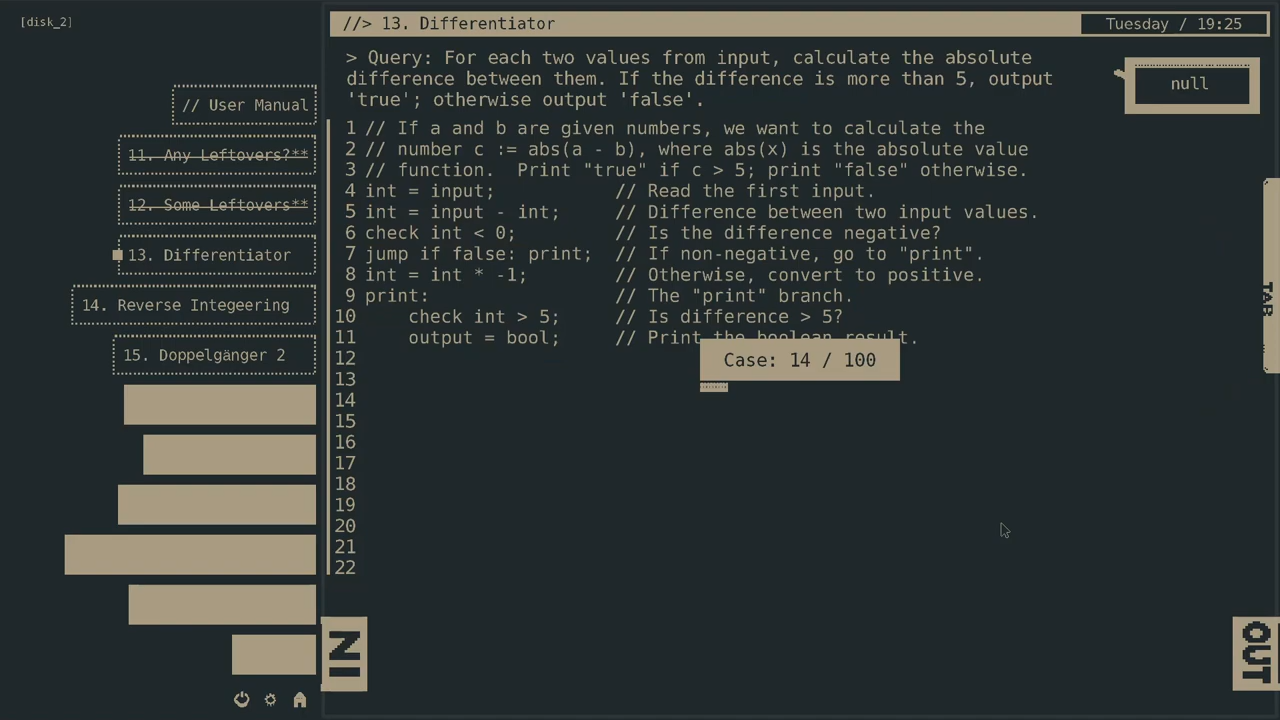 [disk_2]
//> 13. Differentiator
Tuesday / 19:25
> Query: For each two values from input, calculate the absolute
difference between them. If the difference is more than 5, output
'true'; otherwise output 'false'.
null
// User Manual
11. Any Leftovers?**
12. Some Leftovers**
13. Differentiator
14. Reverse Integeering
15. Doppelgänger 2
1 // If a and b are given numbers, we want to calculate the
2 // number c := abs(a - b), where abs(x) is the absolute value
3 // function.  Print "true" if c > 5; print "false" otherwise.
4 int = input;           // Read the first input.
5 int = input - int;     // Difference between two input values.
6 check int < 0;         // Is the difference negative?
7 jump if false: print;  // If non-negative, go to "print".
8 int = int * -1;        // Otherwise, convert to positive.
9 print:                 // The "print" branch.
10     check int > 5;     // Is difference > 5?
11     output = bool;     // Print the boolean result.
12
13
14
15
16
17
18
19
20
21
22
Case: 14 / 100
TAB
IN
OUT